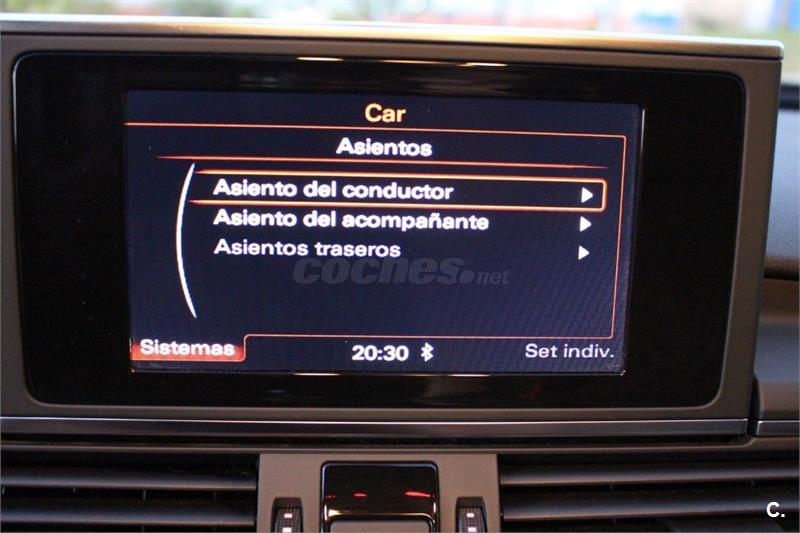 Car
Asientos
Asiento del conductor
Asiento del acompañante
Asientos traseros
coches.net
Sistemas
20:30
Set indiv.
C.